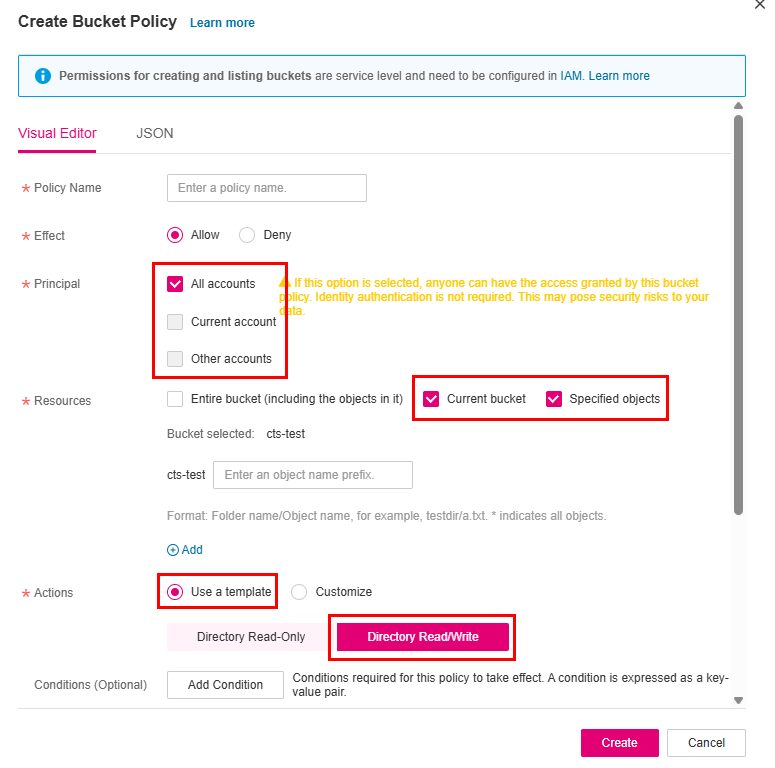 Create Bucket Policy Learn more
Permissions for creating and listing buckets are service level and need to be configured in IAM. Learn more
Visual Editor JSON
* Policy Name Enter a policy name.
* Effect Allow Deny
* Principal All accounts If this option is selected, anyone can have the access granted by this bucket
policy. Identity authentication is not required. This may pose security risks to your
data.
Current account
Other accounts
* Resources Entire bucket (including the objects in it) Current bucket Specified objects
Bucket selected: cts-test
cts-test Enter an object name prefix.
Format: Folder name/Object name, for example, testdir/a.txt. * indicates all objects.
Add
* Actions Use a template Customize
Directory Read-Only Directory Read/Write
Conditions (Optional) Add Condition Conditions required for this policy to take effect. A condition is expressed as a key-
value pair.
Create Cancel